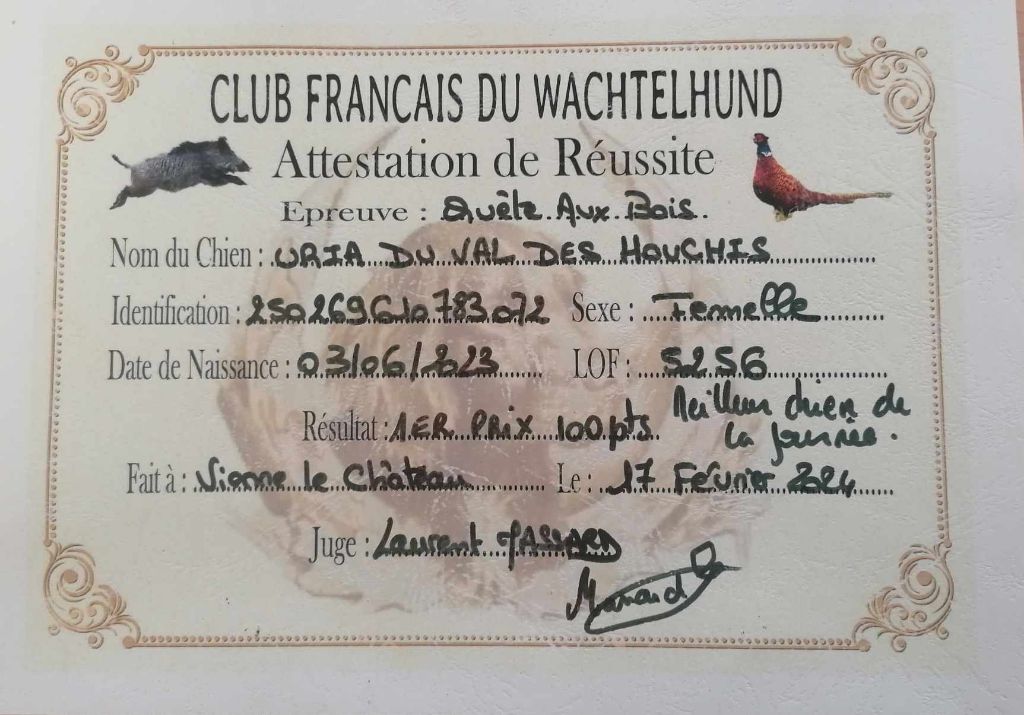 CLUB FRANCAIS DU WACHTELHUND
Attestation de Réussite
Epreuve : Quête Aux Bois
Nom du Chien : URIA DU VAL DES HOUCHIS
Identification : 250269610783072 Sexe : Femelle
Date de Naissance : 03/06/2023 LOF : 5256
Résultat : 1ER PRIX 100pts. Meilleur chien de
la journée.
Fait à : Vienne le Château Le : 17 Février 2024
Juge : Laurent